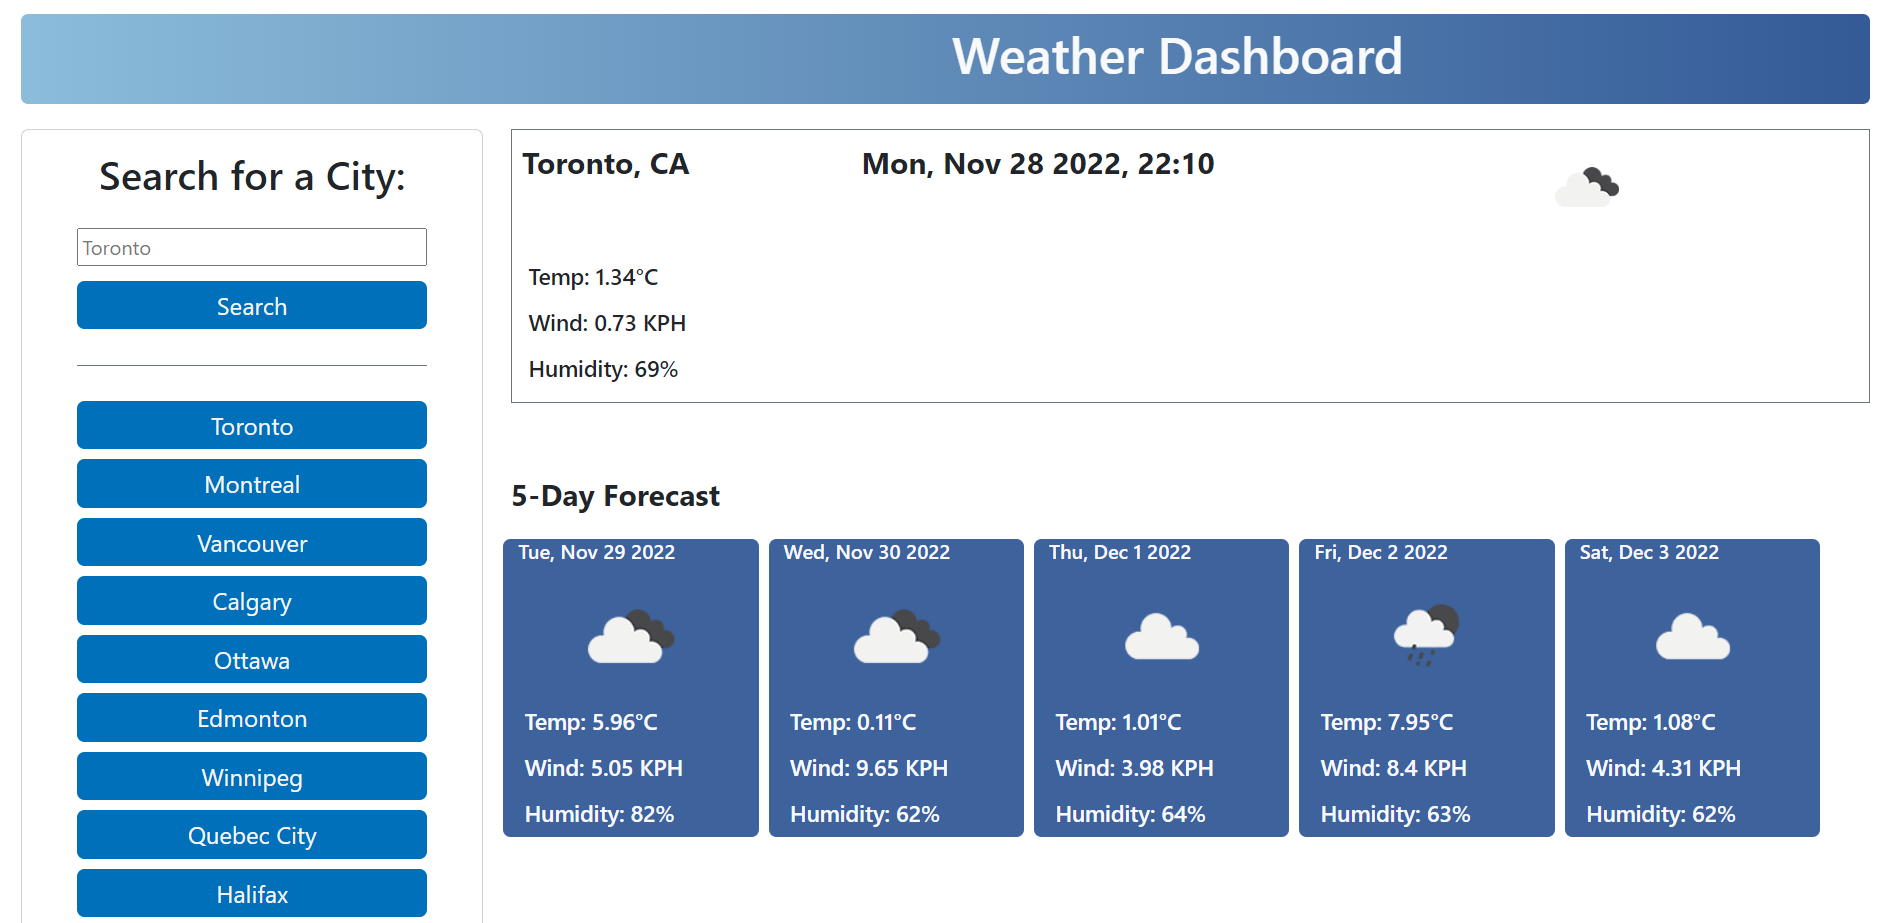 Weather Dashboard
Search for a City:
Toronto
Search
Toronto
Montreal
Vancouver
Calgary
Ottawa
Edmonton
Winnipeg
Quebec City
Halifax
Toronto, CA
Mon, Nov 28 2022, 22:10
Temp: 1.34°C
Wind: 0.73 KPH
Humidity: 69%
5-Day Forecast
Tue, Nov 29 2022
Temp: 5.96°C
Wind: 5.05 KPH
Humidity: 82%
Wed, Nov 30 2022
Temp: 0.11°C
Wind: 9.65 KPH
Humidity: 62%
Thu, Dec 1 2022
Temp: 1.01°C
Wind: 3.98 KPH
Humidity: 64%
Fri, Dec 2 2022
Temp: 7.95°C
Wind: 8.4 KPH
Humidity: 63%
Sat, Dec 3 2022
Temp: 1.08°C
Wind: 4.31 KPH
Humidity: 62%